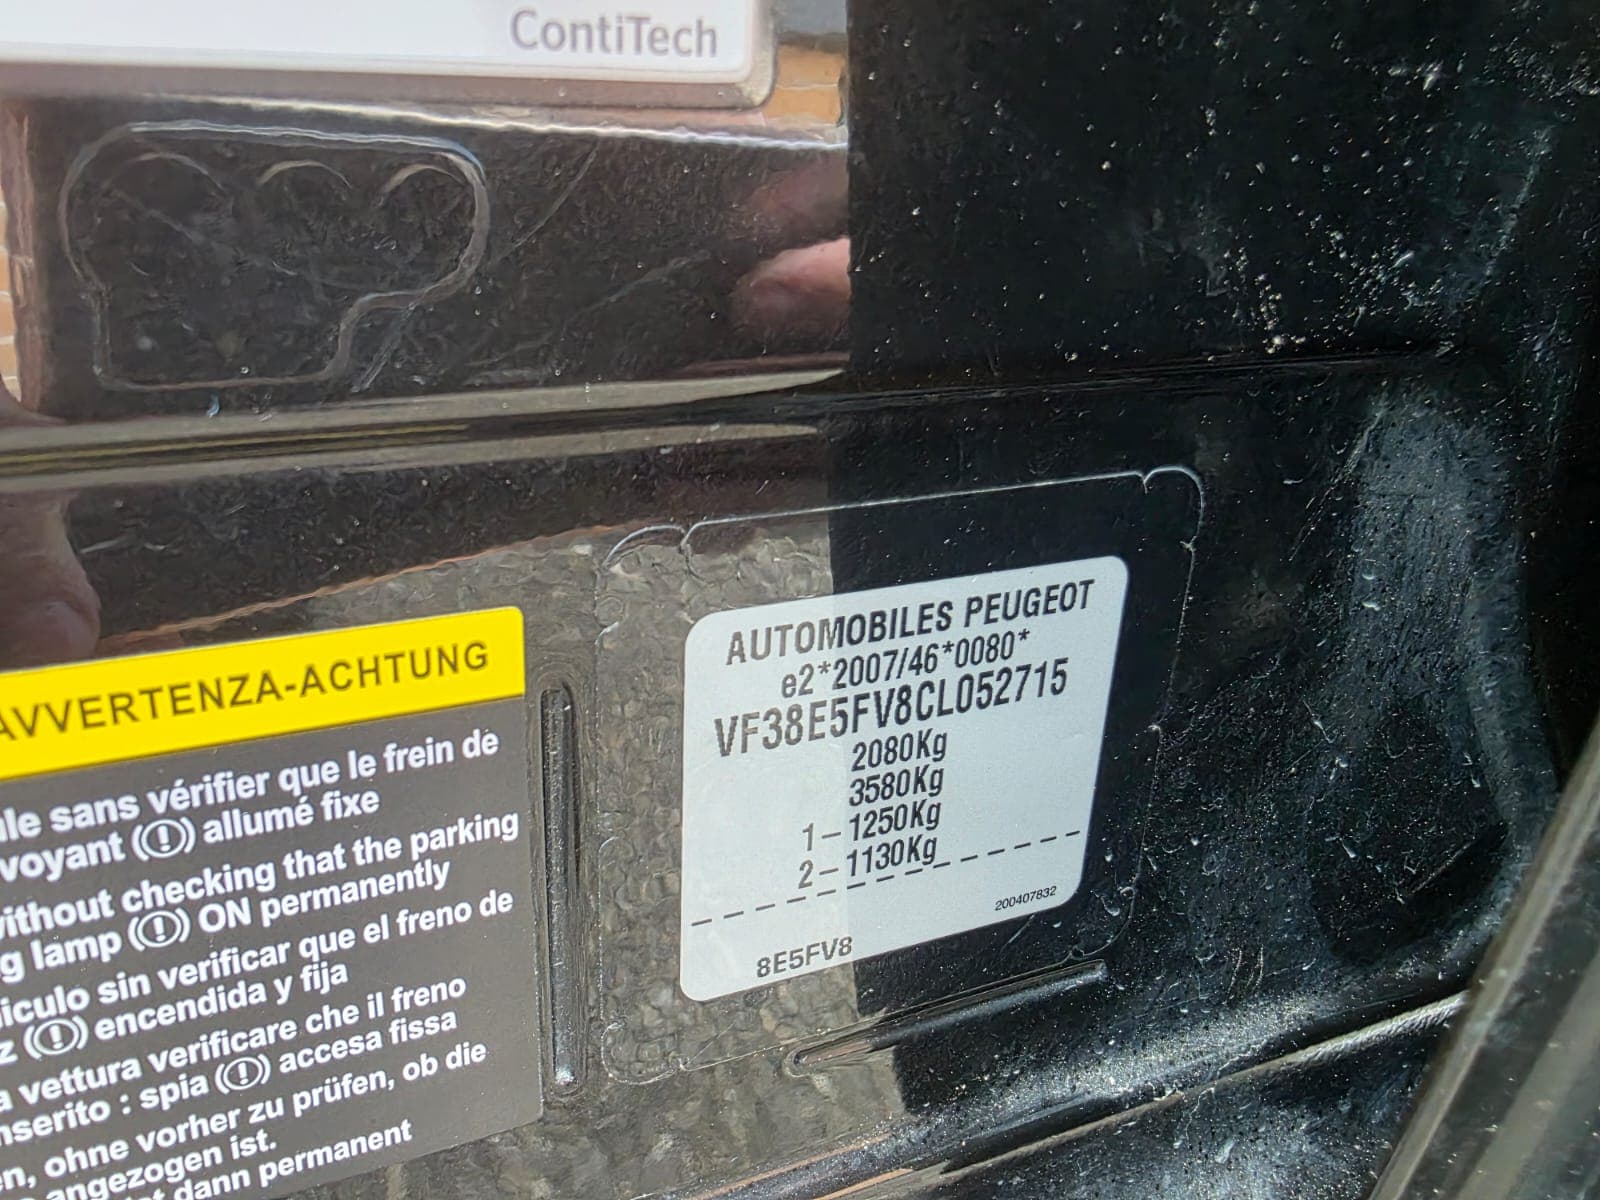 ContiTech
AVVERTENZA-ACHTUNG
sans vérifier que le frein de
voyant (!) allumé fixe
without checking that the parking
lamp (!) ON permanently
sin verificar que el freno de
(!) encendida y fija
vettura verificare che il freno
inserito : spia (!) accesa fissa
ohne vorher zu prüfen, ob die
angezogen ist.
dann permanent
AUTOMOBILES PEUGEOT
e2*2007/46*0080*
VF38E5FV8CL052715
2080Kg
3580Kg
1-1250Kg
2-1130Kg
200407832
8E5FV8